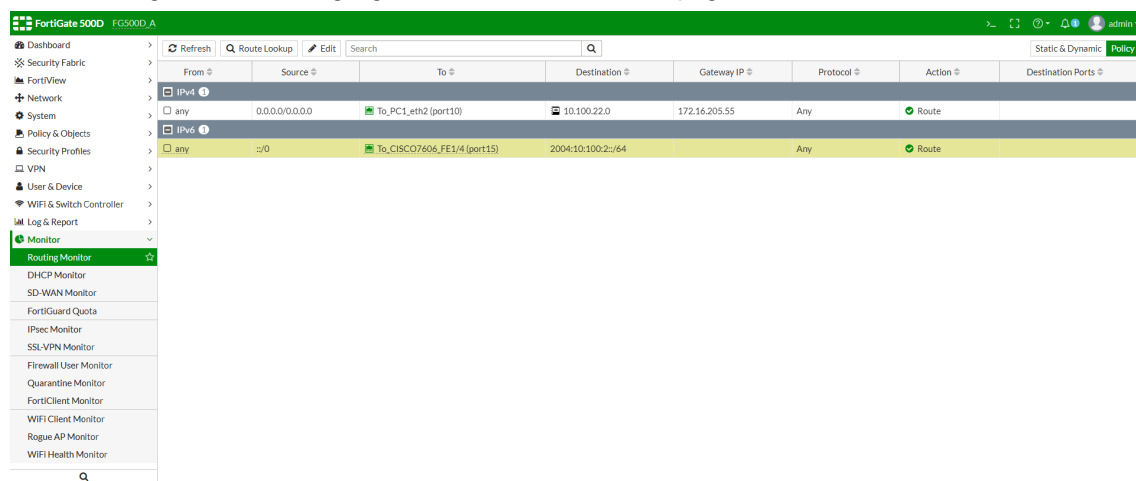 FortiGate 500D FG500D_A >_ 1 admin
Dashboard
Security Fabric
FortiView
Network
System
Policy & Objects
Security Profiles
VPN
User & Device
WiFi & Switch Controller
Log & Report
Monitor
Routing Monitor
DHCP Monitor
SD-WAN Monitor
FortiGuard Quota
IPsec Monitor
SSL-VPN Monitor
Firewall User Monitor
Quarantine Monitor
FortiClient Monitor
WiFi Client Monitor
Rogue AP Monitor
WiFi Health Monitor
Refresh Route Lookup Edit Search Static & Dynamic Policy
From Source To Destination Gateway IP Protocol Action Destination Ports
IPv4 1
any 0.0.0.0/0.0.0.0 To_PC1_eth2 (port10) 10.100.22.0 172.16.205.55 Any Route
IPv6 1
any ::/0 To_CISCO7606_FE1/4 (port15) 2004:10:100:2::/64 Any Route